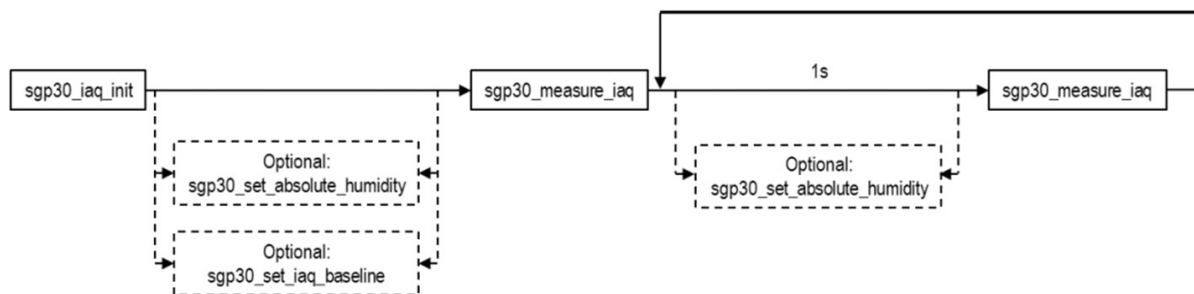 sgp30_iaq_init
sgp30_measure_iaq
1s
sgp30_measure_iaq
Optional:
sgp30_set_absolute_humidity
Optional:
sgp30_set_absolute_humidity
Optional:
sgp30_set_iaq_baseline